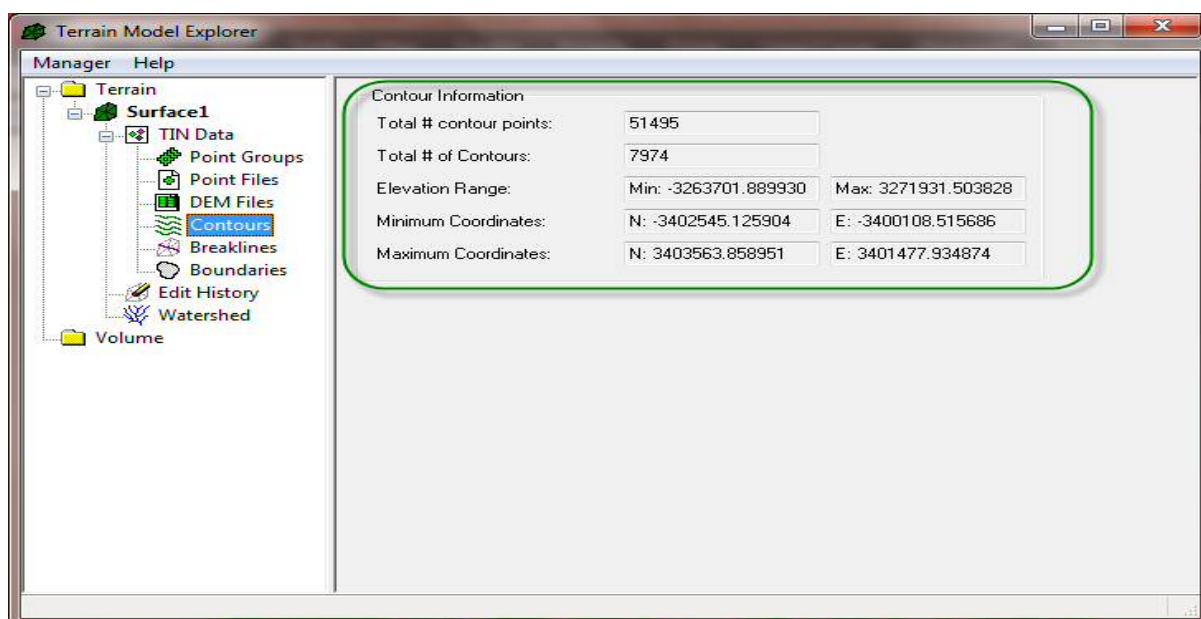 Terrain Model Explorer
Manager Help
Terrain
Surface1
TIN Data
Point Groups
Point Files
DEM Files
Contours
Breaklines
Boundaries
Edit History
Watershed
Volume
Contour Information
Total # contour points: 51495
Total # of Contours: 7974
Elevation Range: Min: -3263701.889930 Max: 3271931.503828
Minimum Coordinates: N: -3402545.125904 E: -3400108.515686
Maximum Coordinates: N: 3403563.858951 E: 3401477.934874